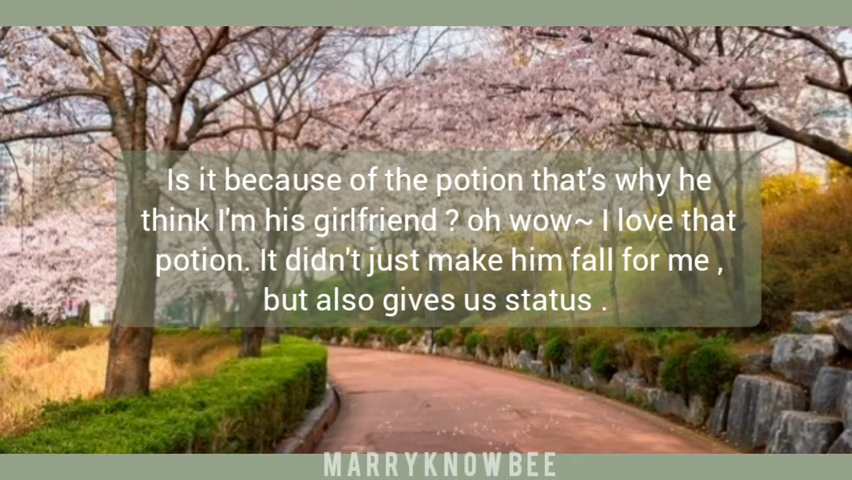 Is it because of the potion that's why he
think I'm his girlfriend ? oh wow~ I love that
potion. It didn't just make him fall for me ,
but also gives us status .
MARRYKNOWBEE